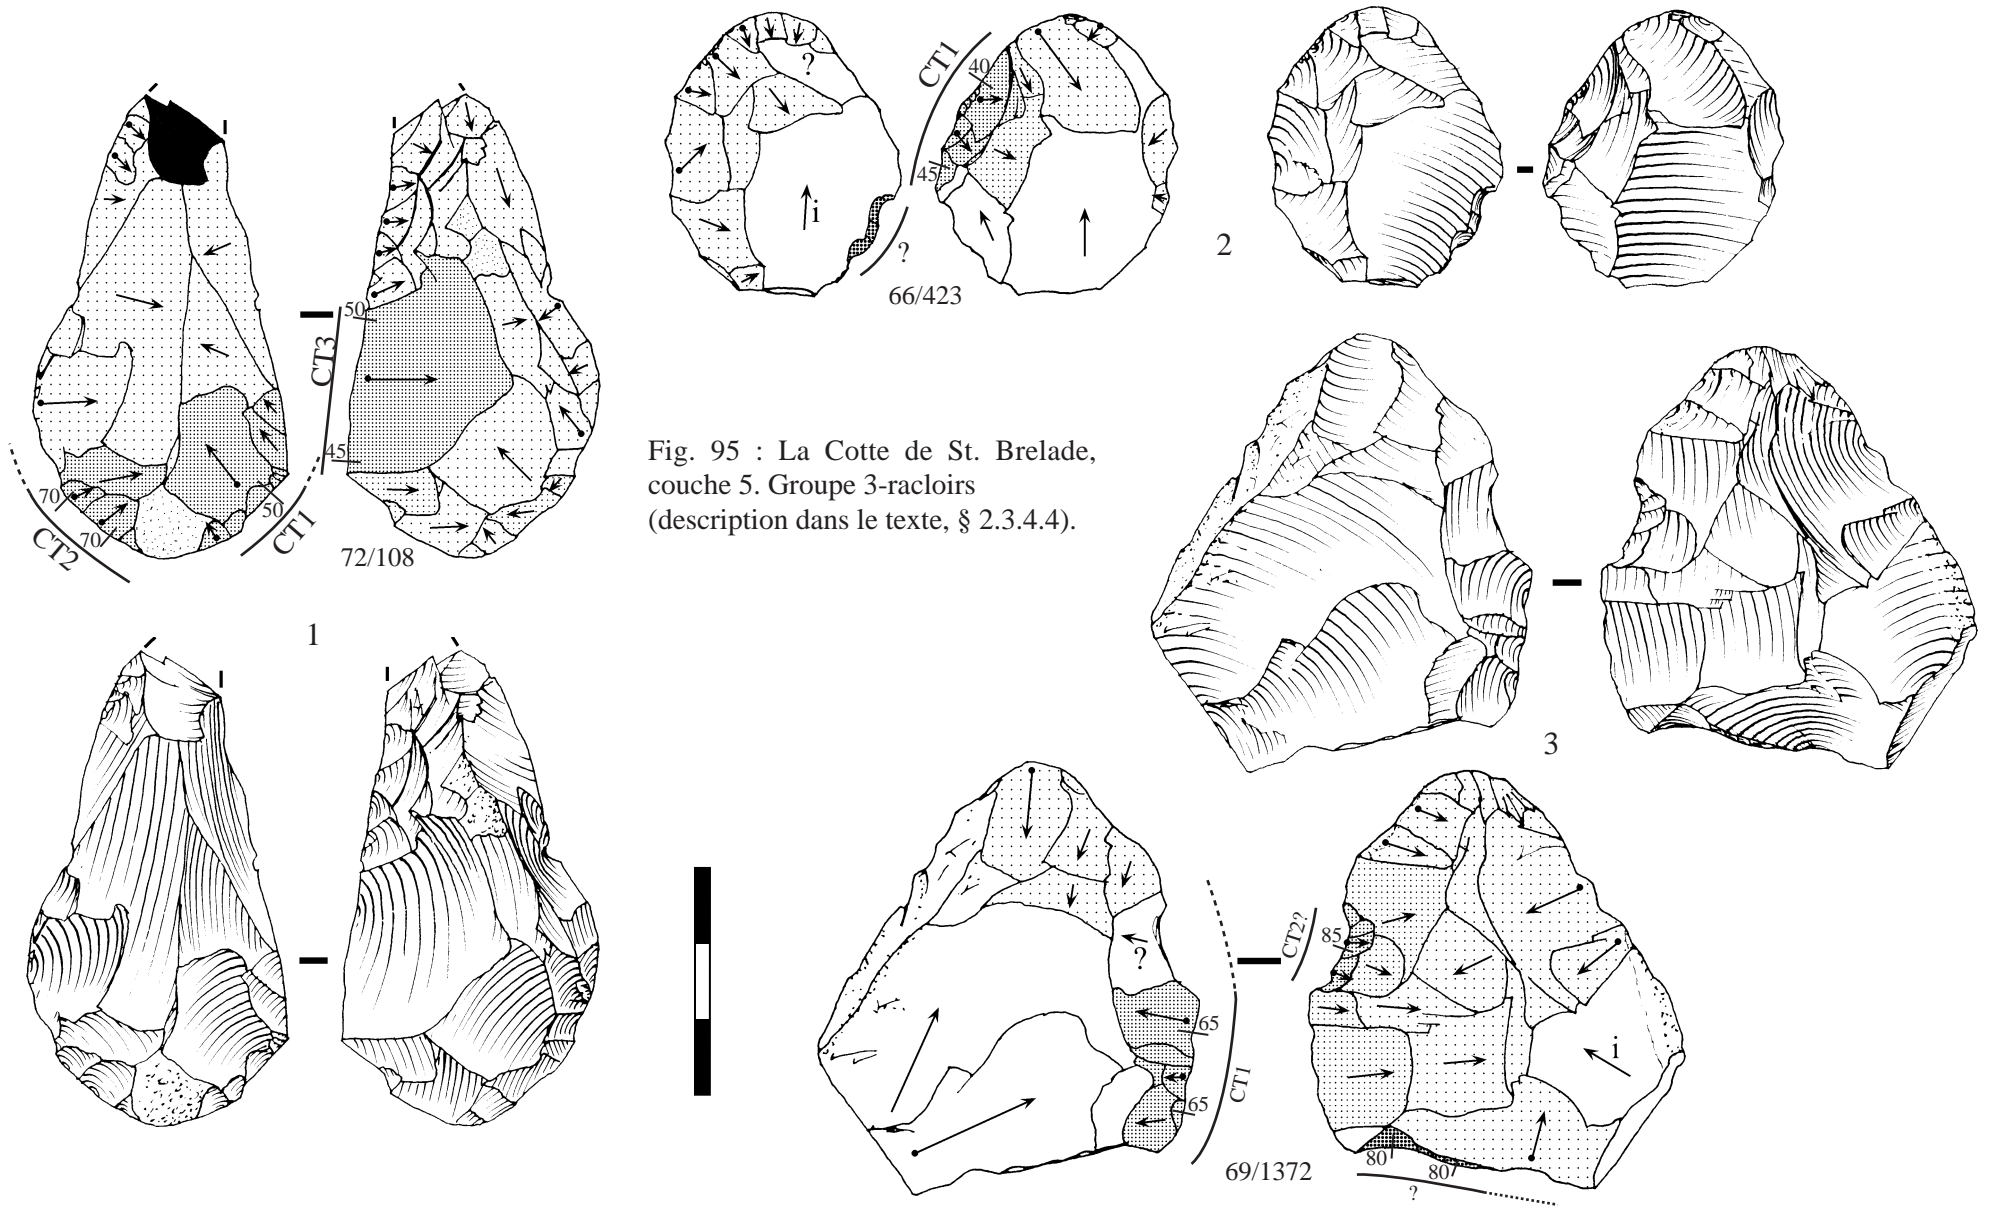 CT1
40
45
?
i
?
66/423
2
50
CT3
45
70
CT2
70
50
CT1
72/108
1
Fig. 95 : La Cotte de St. Brelade,
couche 5. Groupe 3-racloirs
(description dans le texte, § 2.3.4.4).
3
?
65
65
CT1
69/1372
CT2?
85
i
80
80
?